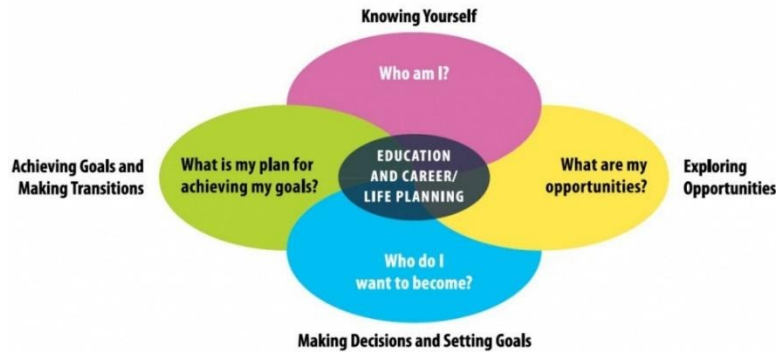 Knowing Yourself
Who am I?
Achieving Goals and
Making Transitions
What is my plan for
achieving my goals?
EDUCATION
AND CAREER/
LIFE PLANNING
What are my
opportunities?
Exploring
Opportunities
Who do I
want to become?
Making Decisions and Setting Goals